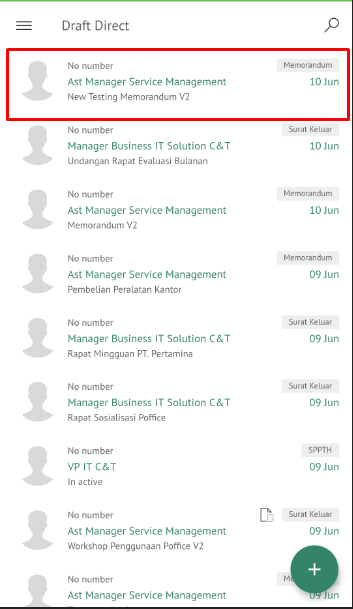 Draft Direct
No number
Memorandum
Ast Manager Service Management
10 Jun
New Testing Memorandum V2
No number
Surat Keluar
Manager Business IT Solution C&T
10 Jun
Undangan Rapat Evaluasi Bulanan
No number
Memorandum
Ast Manager Service Management
10 Jun
Memorandum V2
No number
Memorandum
Ast Manager Service Management
09 Jun
Pembelian Peralatan Kantor
No number
Surat Keluar
Manager Business IT Solution C&T
09 Jun
Rapat Mingguan PT. Pertamina
No number
Surat Keluar
Manager Business IT Solution C&T
09 Jun
Rapat Sosialisasi Poffice
No number
SPPTH
VP IT C&T
09 Jun
In active
No number
Surat Keluar
Ast Manager Service Management
09 Jun
Workshop Penggunaan Poffice V2
No number
Ast Manager Service Management
09 Jun